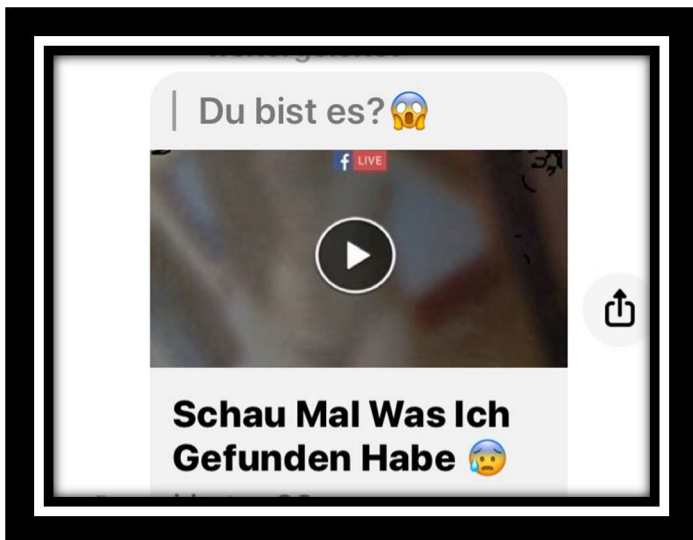 Du bist es?😱
f LIVE
Schau Mal Was Ich
Gefunden Habe 😰